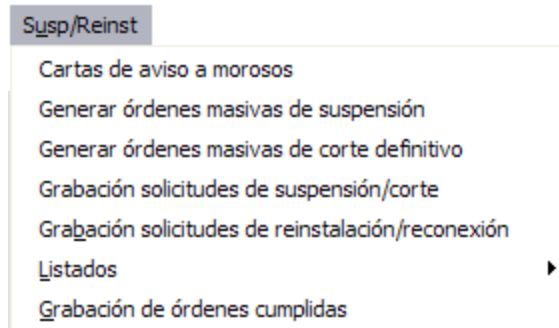 Susp/Reinst
Cartas de aviso a morosos
Generar órdenes masivas de suspensión
Generar órdenes masivas de corte definitivo
Grabación solicitudes de suspensión/corte
Grabación solicitudes de reinstalación/reconexión
Listados
Grabación de órdenes cumplidas